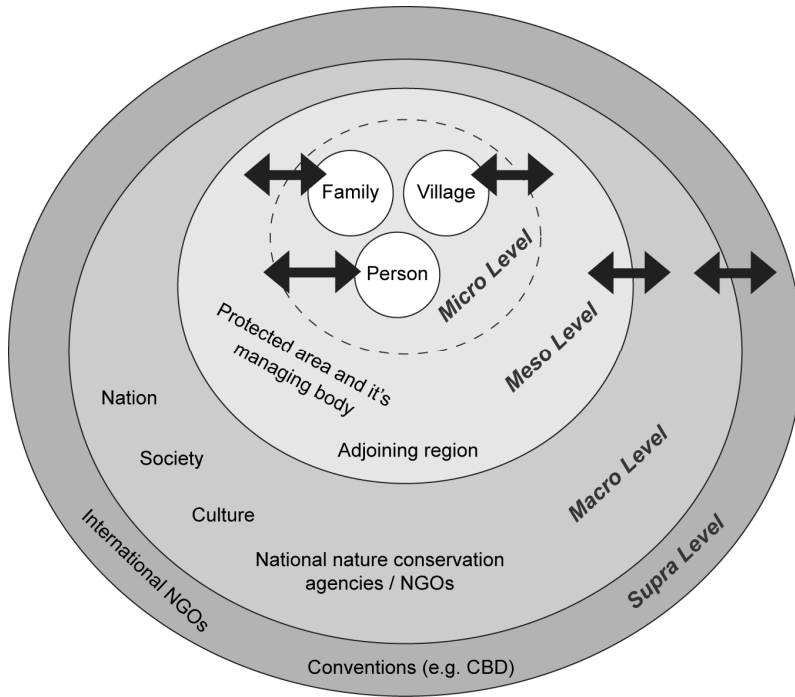 Family
Village
Person
Micro Level
Meso Level
Protected area and it's
managing body
Adjoining region
Nation
Society
Culture
Macro Level
National nature conservation
agencies / NGOs
International NGOs
Supra Level
Conventions (e.g. CBD)